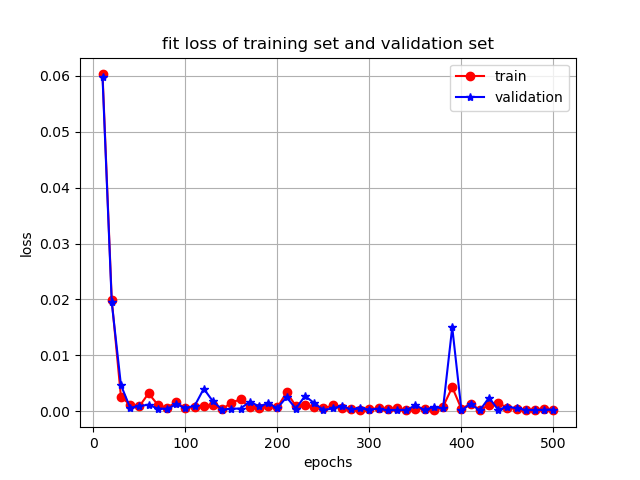 fit loss of training set and validation set
train
validation
0.06
0.05
0.04
0.03
0.02
0.01
0.00
loss
0
100
200
300
400
500
epochs